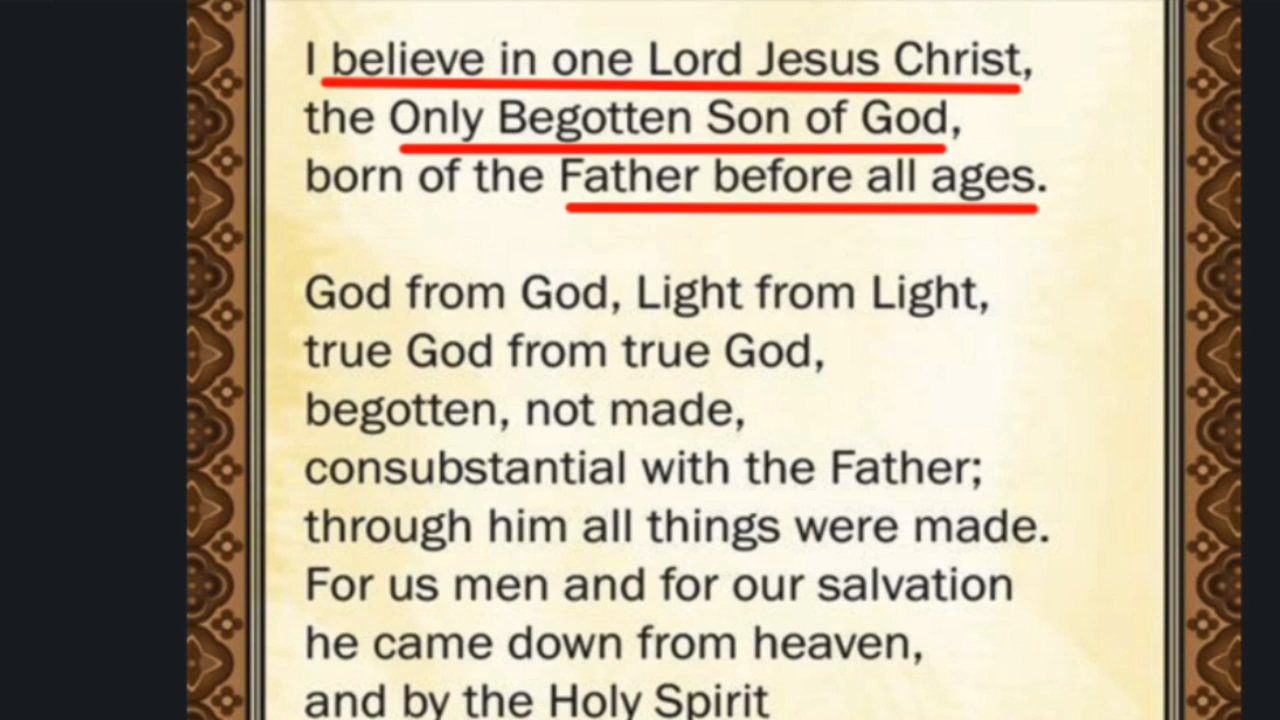 I believe in one Lord Jesus Christ,
the Only Begotten Son of God,
born of the Father before all ages.
God from God, Light from Light,
true God from true God,
begotten, not made,
consubstantial with the Father;
through him all things were made.
For us men and for our salvation
he came down from heaven,
and by the Holy Spirit